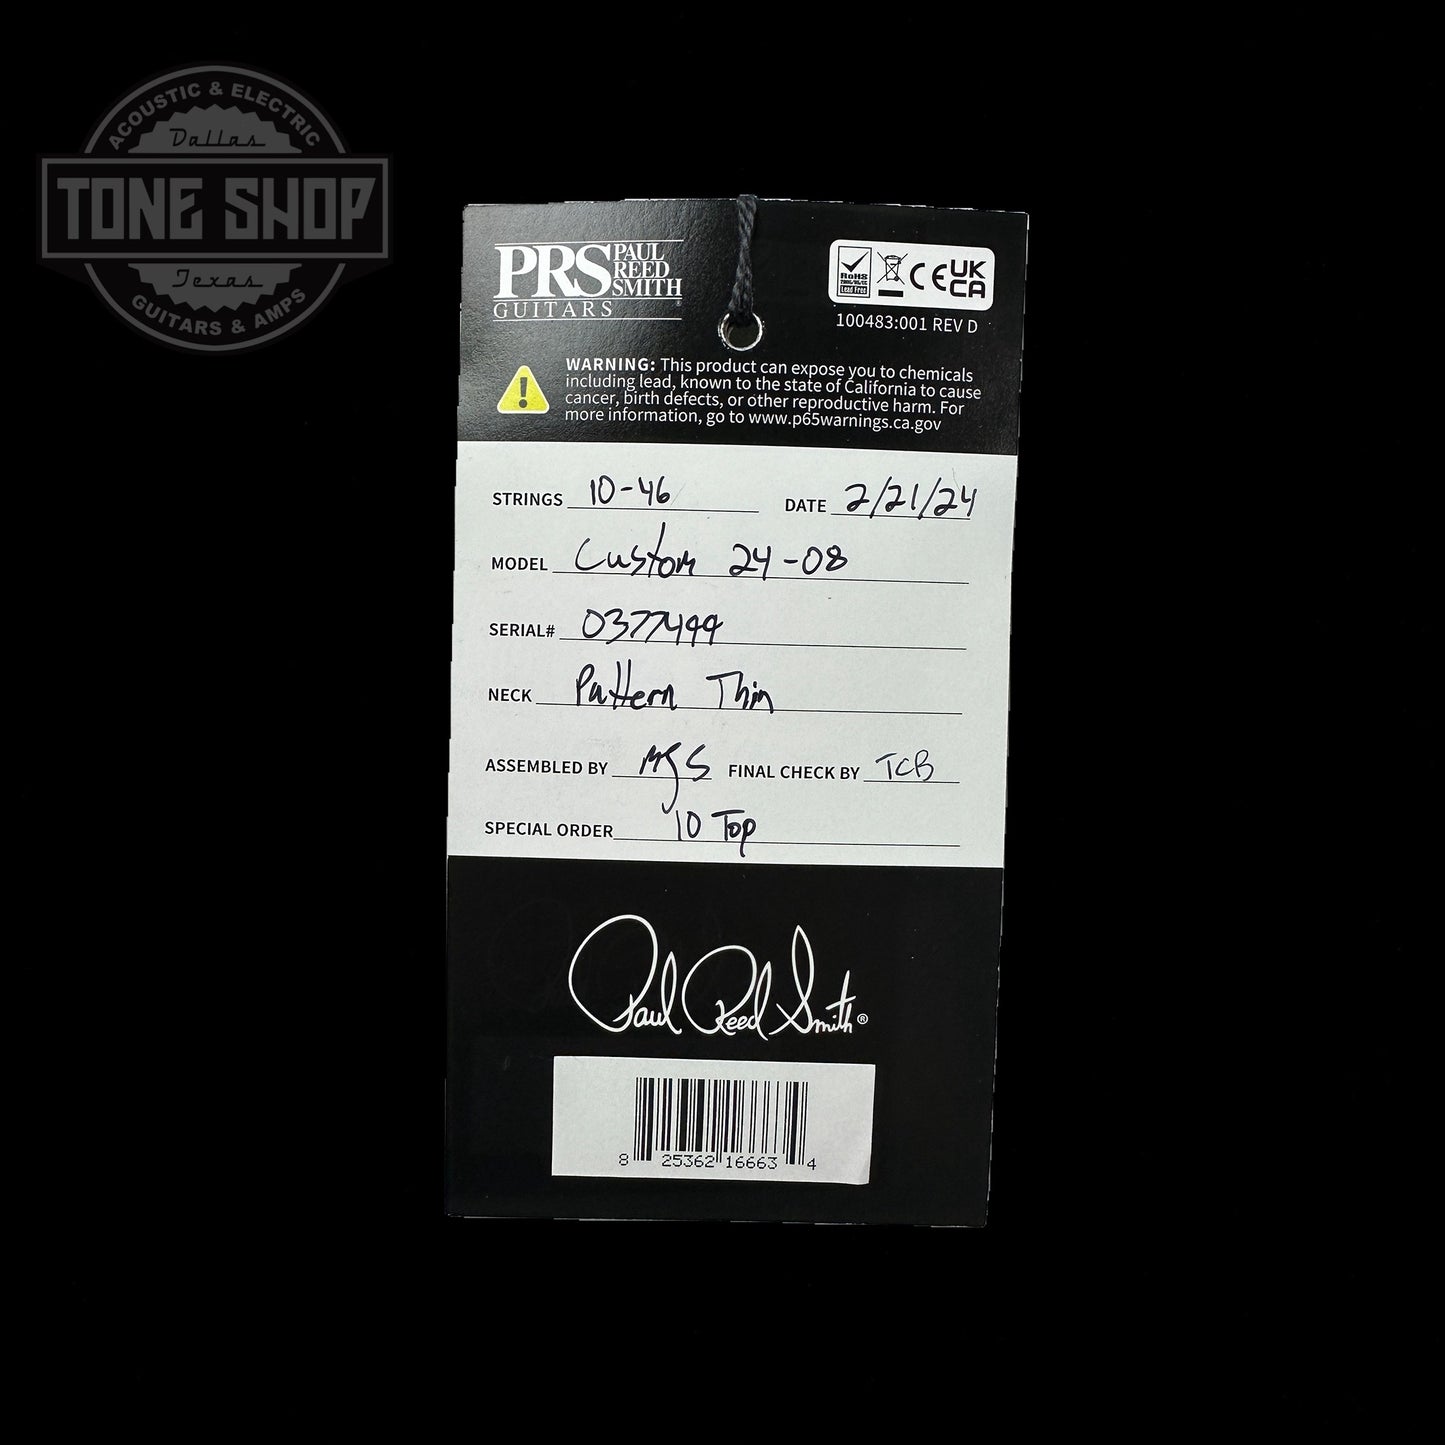 ACOUSTIC & ELECTRIC
Dallas
TONE SHOP
Texas
GUITARS & AMPS
PRS PAUL REED SMITH
GUITARS
RoHS
Lead Free
CE UK CA
100483:001 REV D
WARNING: This product can expose you to chemicals
including lead, known to the state of California to cause
cancer, birth defects, or other reproductive harm. For
more information, go to www.p65warnings.ca.gov
STRINGS 10-46 DATE 2/21/24
MODEL Custom 24-08
SERIAL# 0377499
NECK Pattern Thin
ASSEMBLED BY MJS FINAL CHECK BY TCB
SPECIAL ORDER 10 Top
Paul Reed Smith®
8 25362 16663 4